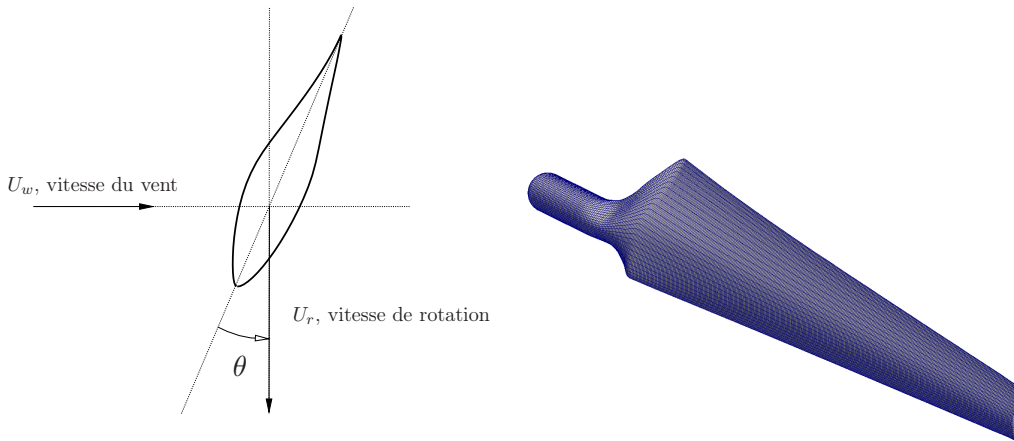 U_w, vitesse du vent
U_r, vitesse de rotation
θ